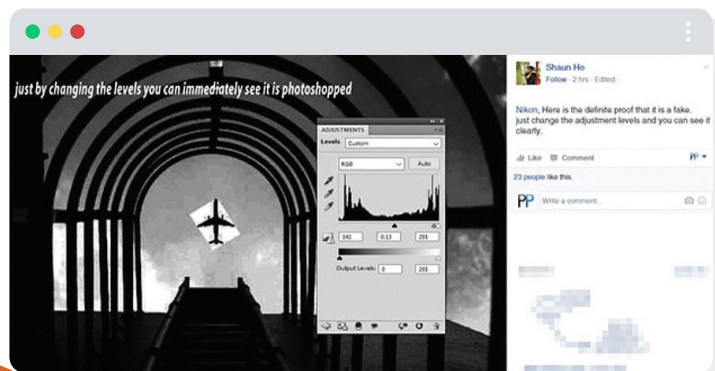 just by changing the levels you can immediately see it is photoshopped
ADJUSTMENTS
Levels
Custom
RGB
Auto
142
0.13
255
Output Levels:
0
255
Shaun Ho
Follow · 2 hrs · Edited ·
Nikon, Here is the definite proof that it is a fake.
just change the adjustment levels and you can see it
clearly.
Like
Comment
PP
23 people like this.
PP
Write a comment...